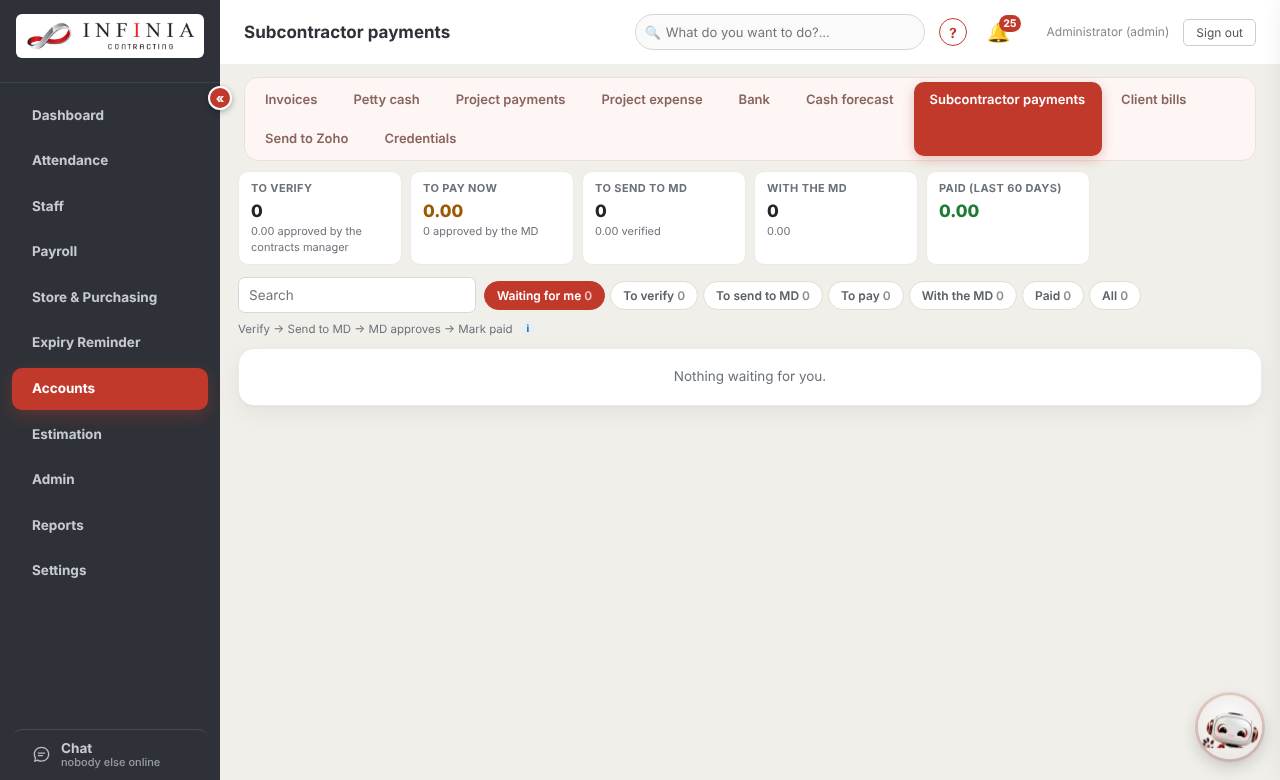 INFINIA
CONTRACTING
Subcontractor payments
What do you want to do?...
?
25
Administrator (admin)
Sign out
«
Dashboard
Attendance
Staff
Payroll
Store & Purchasing
Expiry Reminder
Accounts
Estimation
Admin
Reports
Settings
Chat
nobody else online
Invoices Petty cash Project payments Project expense Bank Cash forecast Subcontractor payments Client bills
Send to Zoho Credentials
TO VERIFY
0
0.00 approved by the
contracts manager
TO PAY NOW
0.00
0 approved by the MD
TO SEND TO MD
0
0.00 verified
WITH THE MD
0
0.00
PAID (LAST 60 DAYS)
0.00
Search
Waiting for me 0 To verify 0 To send to MD 0 To pay 0 With the MD 0 Paid 0 All 0
Verify → Send to MD → MD approves → Mark paid i
Nothing waiting for you.